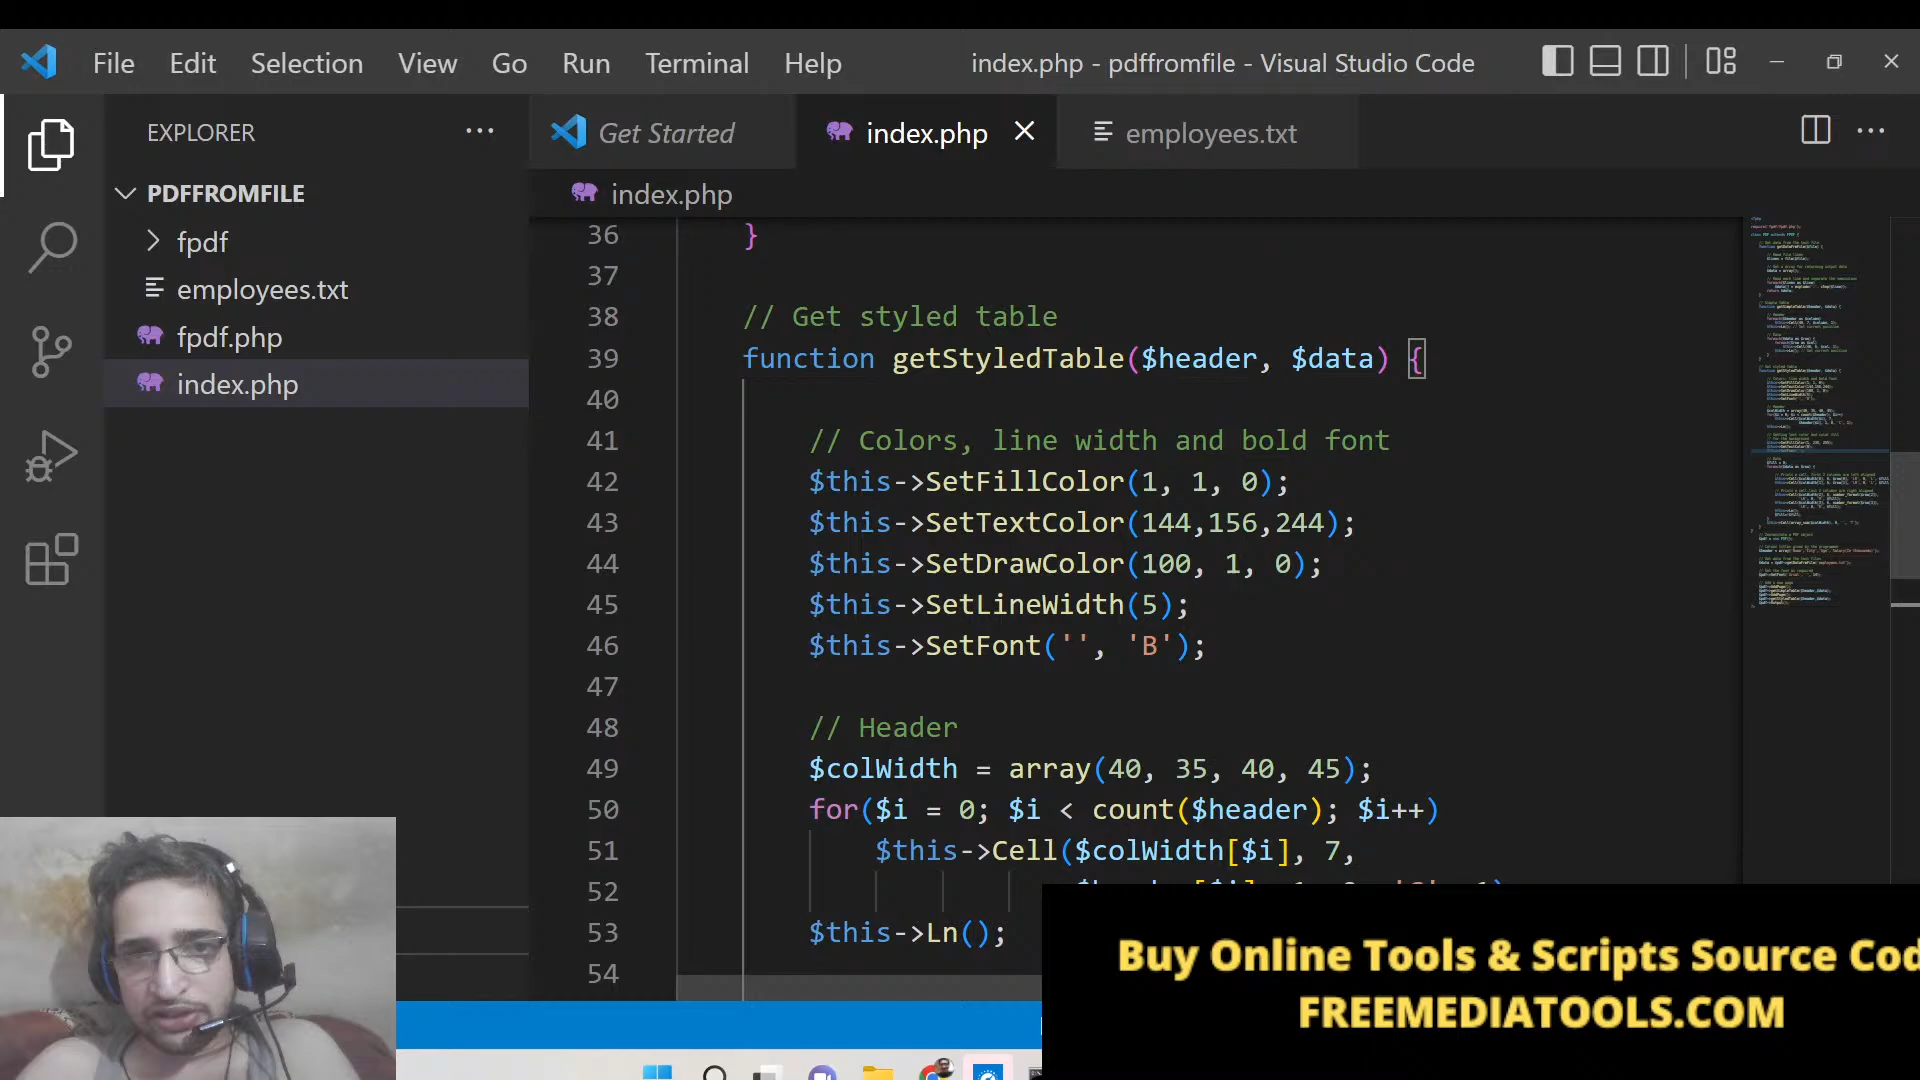 File Edit Selection View Go Run Terminal Help index.php - pdffromfile - Visual Studio Code
EXPLORER
Get Started index.php employees.txt
PDFFROMFILE
index.php
fpdf
employees.txt
fpdf.php
index.php
36 }
37
38 // Get styled table
39 function getStyledTable($header, $data) {
40
41 // Colors, line width and bold font
42 $this->SetFillColor(1, 1, 0);
43 $this->SetTextColor(144,156,244);
44 $this->SetDrawColor(100, 1, 0);
45 $this->SetLineWidth(5);
46 $this->SetFont('', 'B');
47
48 // Header
49 $colWidth = array(40, 35, 40, 45);
50 for($i = 0; $i < count($header); $i++)
51 $this->Cell($colWidth[$i], 7,
52
53 $this->Ln();
54
Buy Online Tools & Scripts Source Cod
FREEMEDIATOOLS.COM